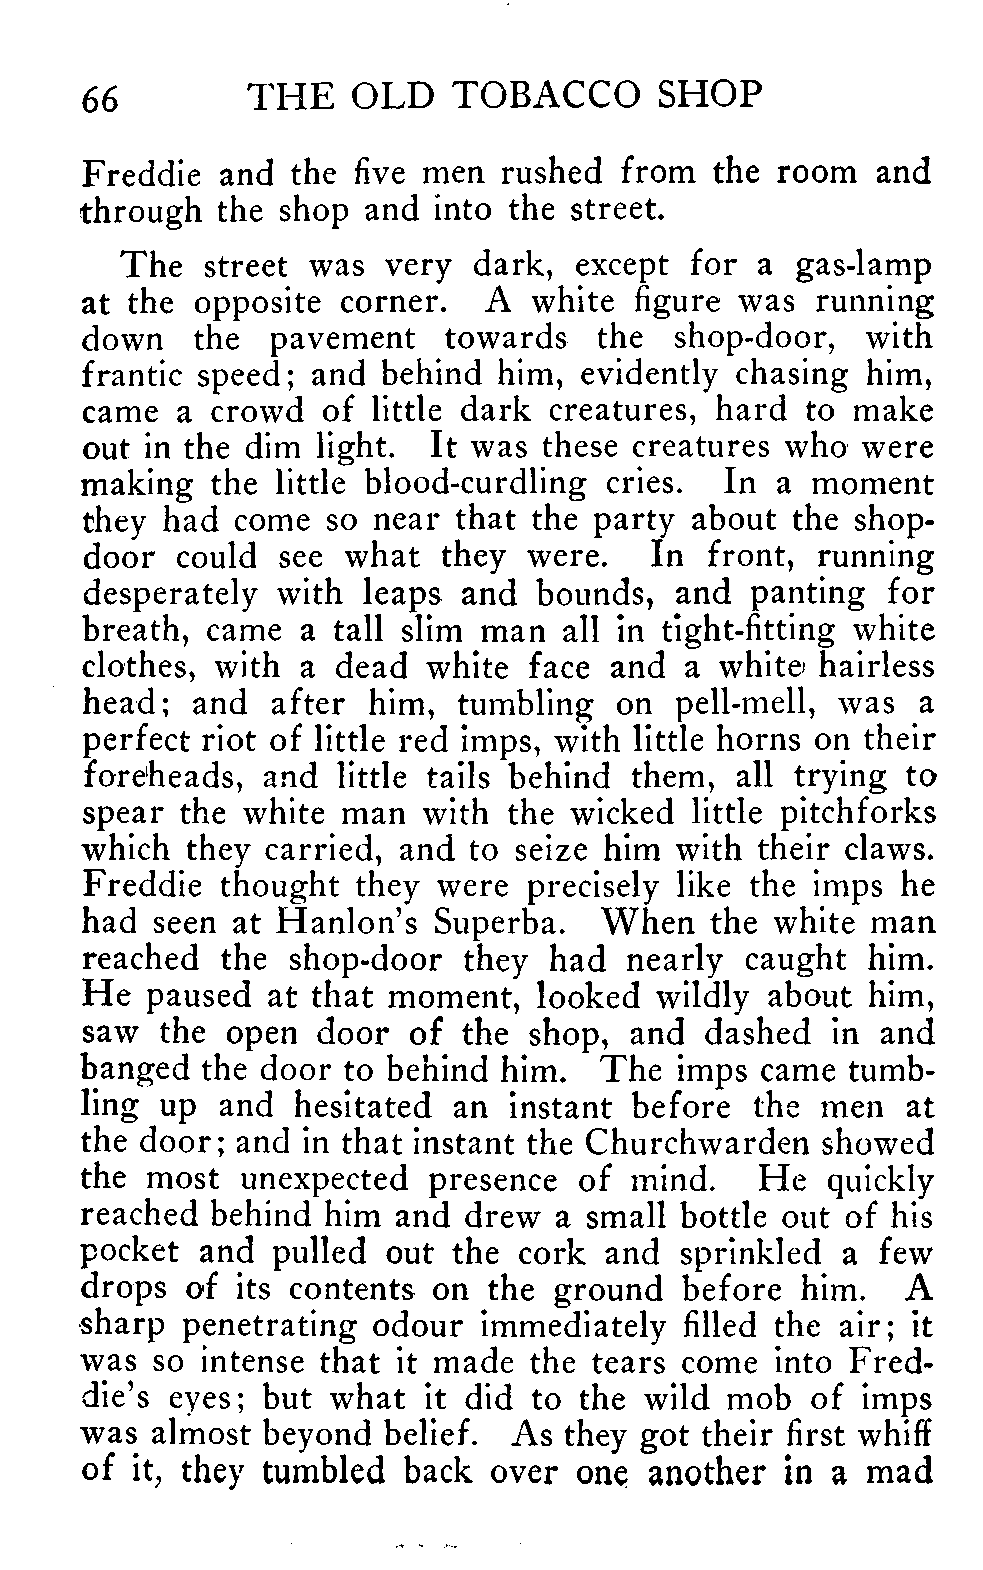 66 THE OLD TOBACCO SHOP
Freddie and the five men rushed from the room and
through the shop and into the street.
The street was very dark, except for a gas-lamp
at the opposite corner. A white figure was running
down the pavement towards the shop-door, with
frantic speed; and behind him, evidently chasing him,
came a crowd of little dark creatures, hard to make
out in the dim light. It was these creatures who were
making the little blood-curdling cries. In a moment
they had come so near that the party about the shop-
door could see what they were. In front, running
desperately with leaps and bounds, and panting for
breath, came a tall slim man all in tight-fitting white
clothes, with a dead white face and a white hairless
head; and after him, tumbling on pell-mell, was a
perfect riot of little red imps, with little horns on their
foreheads, and little tails behind them, all trying to
spear the white man with the wicked little pitchforks
which they carried, and to seize him with their claws.
Freddie thought they were precisely like the imps he
had seen at Hanlon's Superba. When the white man
reached the shop-door they had nearly caught him.
He paused at that moment, looked wildly about him,
saw the open door of the shop, and dashed in and
banged the door to behind him. The imps came tumb-
ling up and hesitated an instant before the men at
the door; and in that instant the Churchwarden showed
the most unexpected presence of mind. He quickly
reached behind him and drew a small bottle out of his
pocket and pulled out the cork and sprinkled a few
drops of its contents on the ground before him. A
sharp penetrating odour immediately filled the air; it
was so intense that it made the tears come into Fred-
die's eyes; but what it did to the wild mob of imps
was almost beyond belief. As they got their first whiff
of it, they tumbled back over one another in a mad